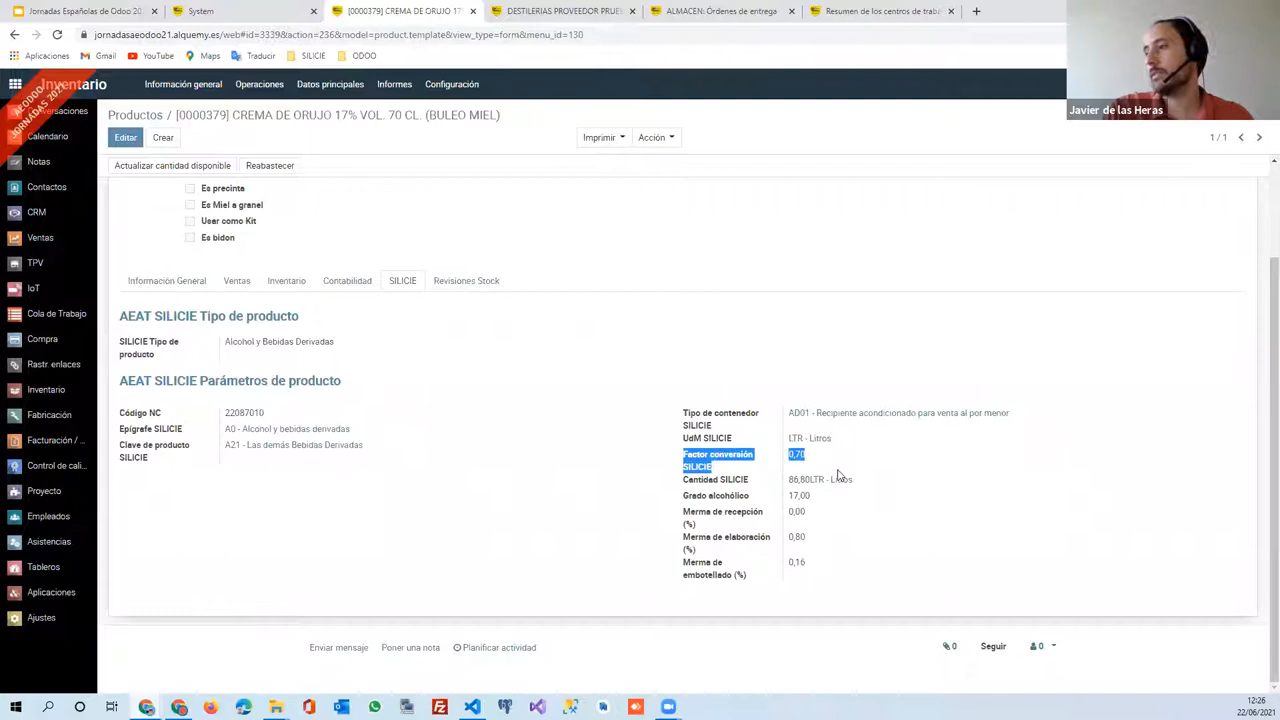 Jornadas Españolas Odoo 20.
System
[0000379] CREMA DE ORUJO 17%
DESTILERIAS PROVEEDOR PRUEB
ALMACEN: Órdenes de entrega
Resumen de los centros de trab
jornadasaeodoo21.alquemy.es/web#id=3339&action=236&model=product.template&view_type=form&menu_id=130
Aplicaciones
Gmail
YouTube
Maps
Traducir
SILICIE
ODOO
Inventario
Información general
Operaciones
Datos principales
Informes
Configuración
AEODOO
JORNADAS 2021
Javier de las Heras
Productos / [0000379] CREMA DE ORUJO 17% VOL. 70 CL. (BULEO MIEL)
Editar
Crear
Imprimir
Acción
1 / 1
Actualizar cantidad disponible
Reabastecer
Conversaciones
Calendario
Notas
Contactos
CRM
Ventas
TPV
IoT
Cola de Trabajo
Compra
Rastr. enlaces
Inventario
Fabricación
Facturación / ...
Control de cali...
Proyecto
Empleados
Asistencias
Tableros
Aplicaciones
Ajustes
Es precinta
Es Miel a granel
Usar como Kit
Es bidon
Información General
Ventas
Inventario
Contabilidad
SILICIE
Revisiones Stock
AEAT SILICIE Tipo de producto
SILICIE Tipo de
producto
Alcohol y Bebidas Derivadas
AEAT SILICIE Parámetros de producto
Código NC
22087010
Epígrafe SILICIE
A0 - Alcohol y bebidas derivadas
Clave de producto
SILICIE
A21 - Las demás Bebidas Derivadas
Tipo de contenedor
SILICIE
AD01 - Recipiente acondicionado para venta al por menor
UdM SILICIE
LTR - Litros
Factor conversión
SILICIE
0,70
Cantidad SILICIE
86,80LTR - Litros
Grado alcohólico
17,00
Merma de recepción
(%)
0,00
Merma de elaboración
(%)
0,80
Merma de
embotellado (%)
0,16
Enviar mensaje
Poner una nota
Planificar actividad
0
Seguir
0
12:26
22/06/2021